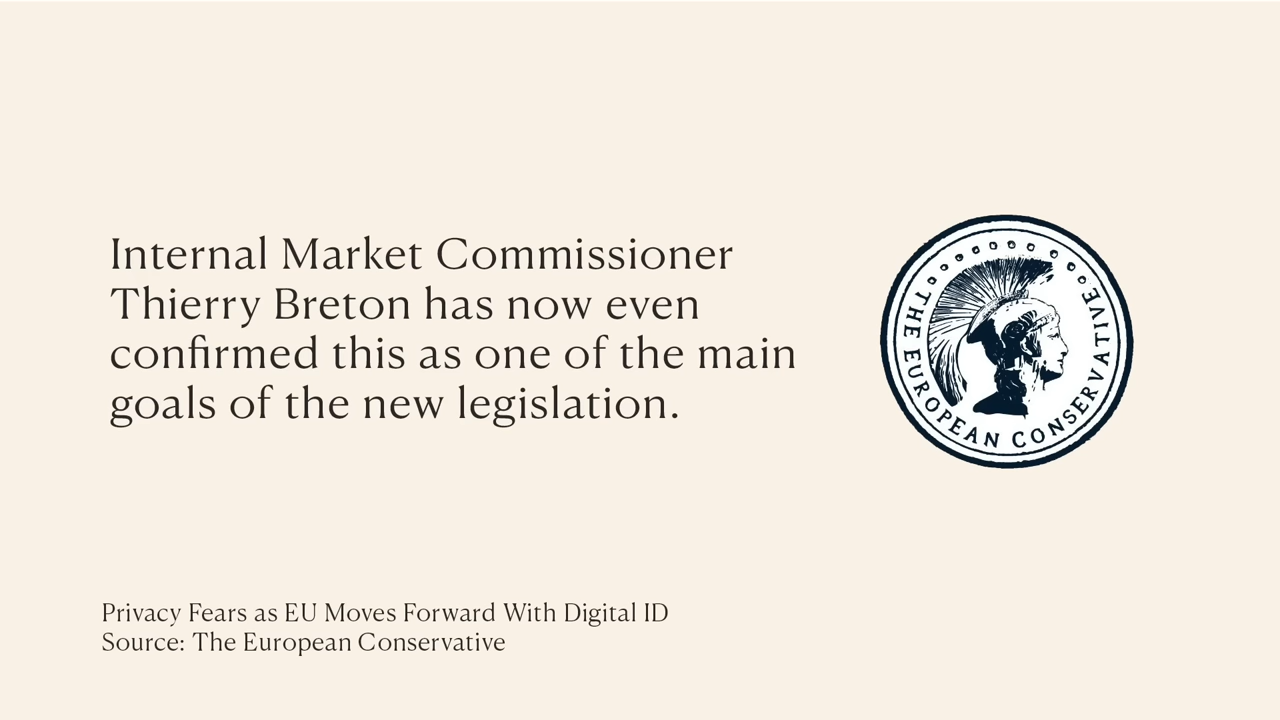 Internal Market Commissioner
Thierry Breton has now even
confirmed this as one of the main
goals of the new legislation.
THE EUROPEAN CONSERVATIVE
Privacy Fears as EU Moves Forward With Digital ID
Source: The European Conservative